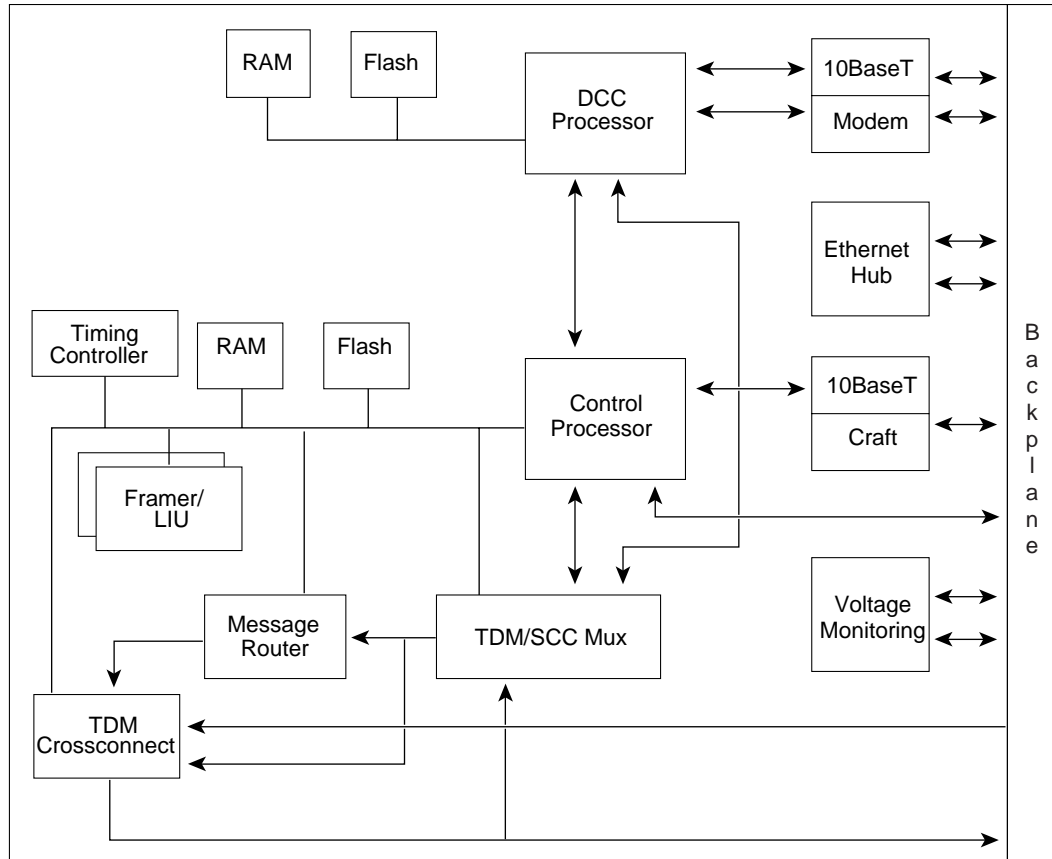 RAM
Flash
DCC
Processor
10BaseT
Modem
Ethernet
Hub
Timing
Controller
RAM
Flash
Control
Processor
10BaseT
Craft
Framer/
LIU
Message
Router
TDM/SCC Mux
Voltage
Monitoring
TDM
Crossconnect
Backplane